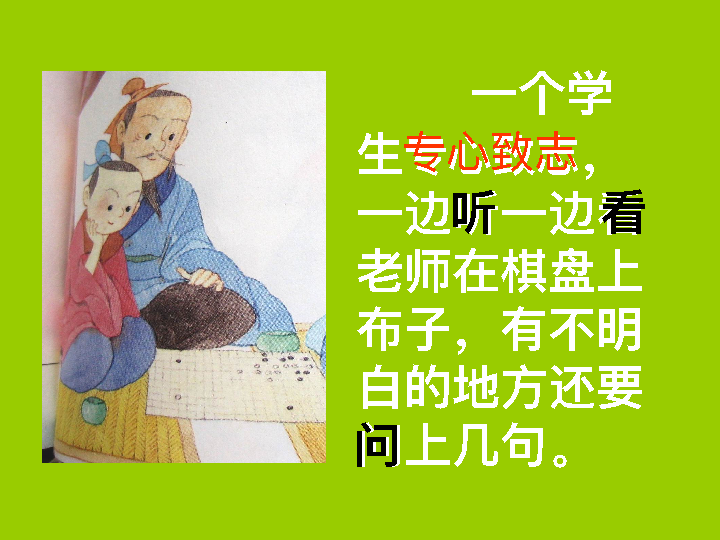 一个学
生专心致志，
一边听一边看
老师在棋盘上
布子，有不明
白的地方还要
问上几句。